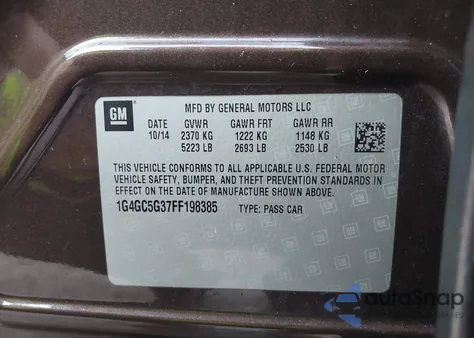 GM
MFD BY GENERAL MOTORS LLC
DATE GVWR GAWR FRT GAWR RR
10/14 2370 KG 1222 KG 1148 KG
5223 LB 2693 LB 2530 LB
THIS VEHICLE CONFORMS TO ALL APPLICABLE U.S. FEDERAL MOTOR
VEHICLE SAFETY, BUMPER, AND THEFT PREVENTION STANDARDS IN
EFFECT ON THE DATE OF MANUFACTURE SHOWN ABOVE.
1G4GC5G37FF198385 TYPE: PASS CAR
autoSnap